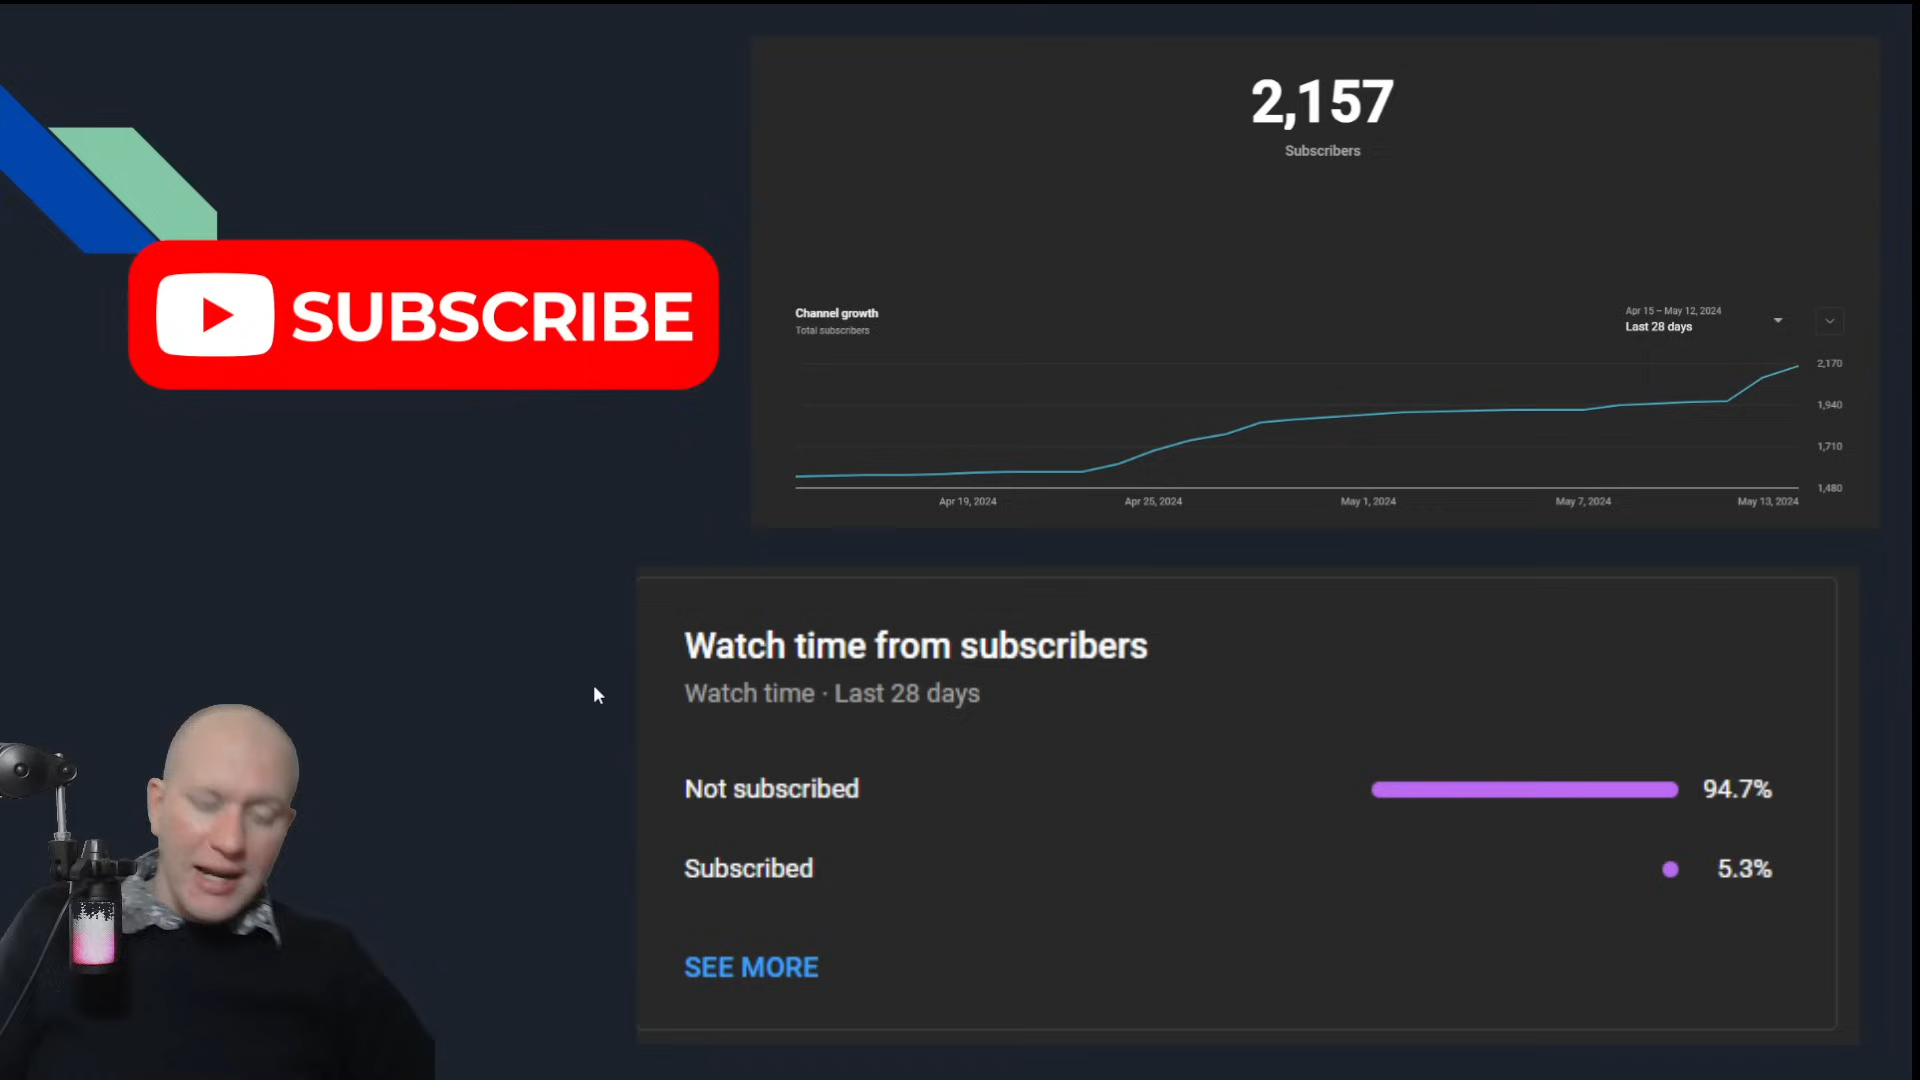 SUBSCRIBE
2,157
Subscribers
Channel growth
Total subscribers
Apr 15 – May 12, 2024
Last 28 days
2,170
1,940
1,710
1,480
Apr 19, 2024
Apr 25, 2024
May 1, 2024
May 7, 2024
May 13, 2024
Watch time from subscribers
Watch time · Last 28 days
Not subscribed 94.7%
Subscribed 5.3%
SEE MORE